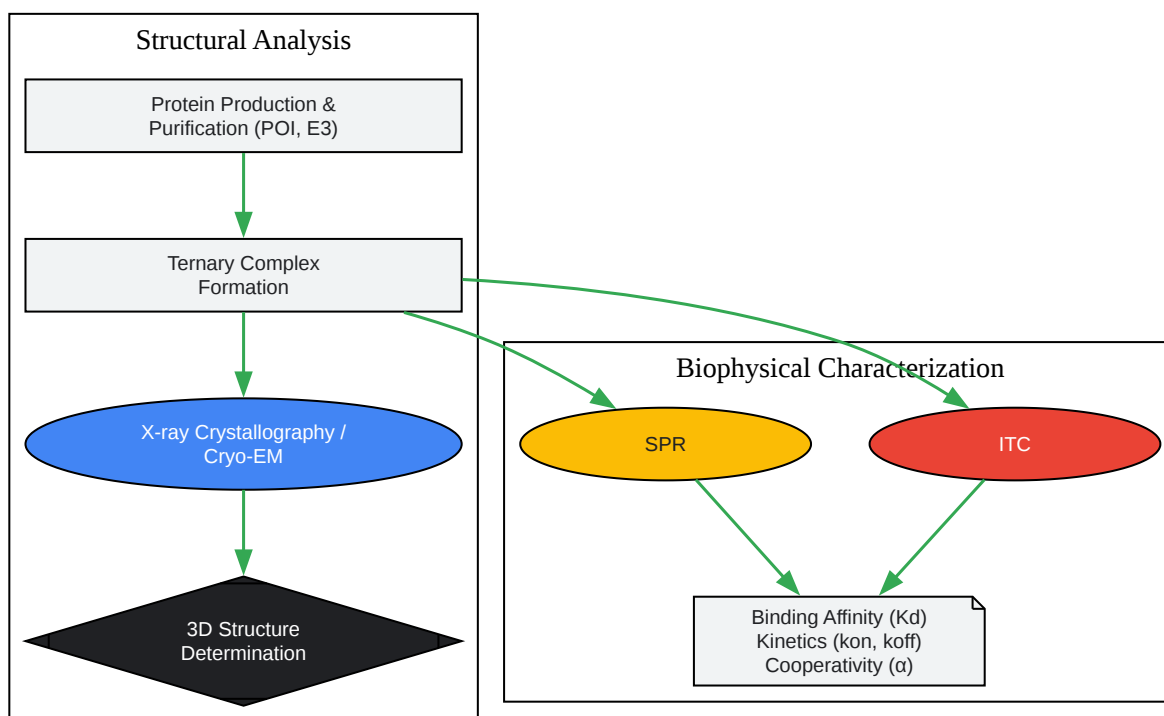 Structural Analysis
Protein Production &
Purification (POI, E3)
Ternary Complex
Formation
X-ray Crystallography /
Cryo-EM
3D Structure
Determination
Biophysical Characterization
SPR
ITC
Binding Affinity (Kd)
Kinetics (kon, koff)
Cooperativity (α)